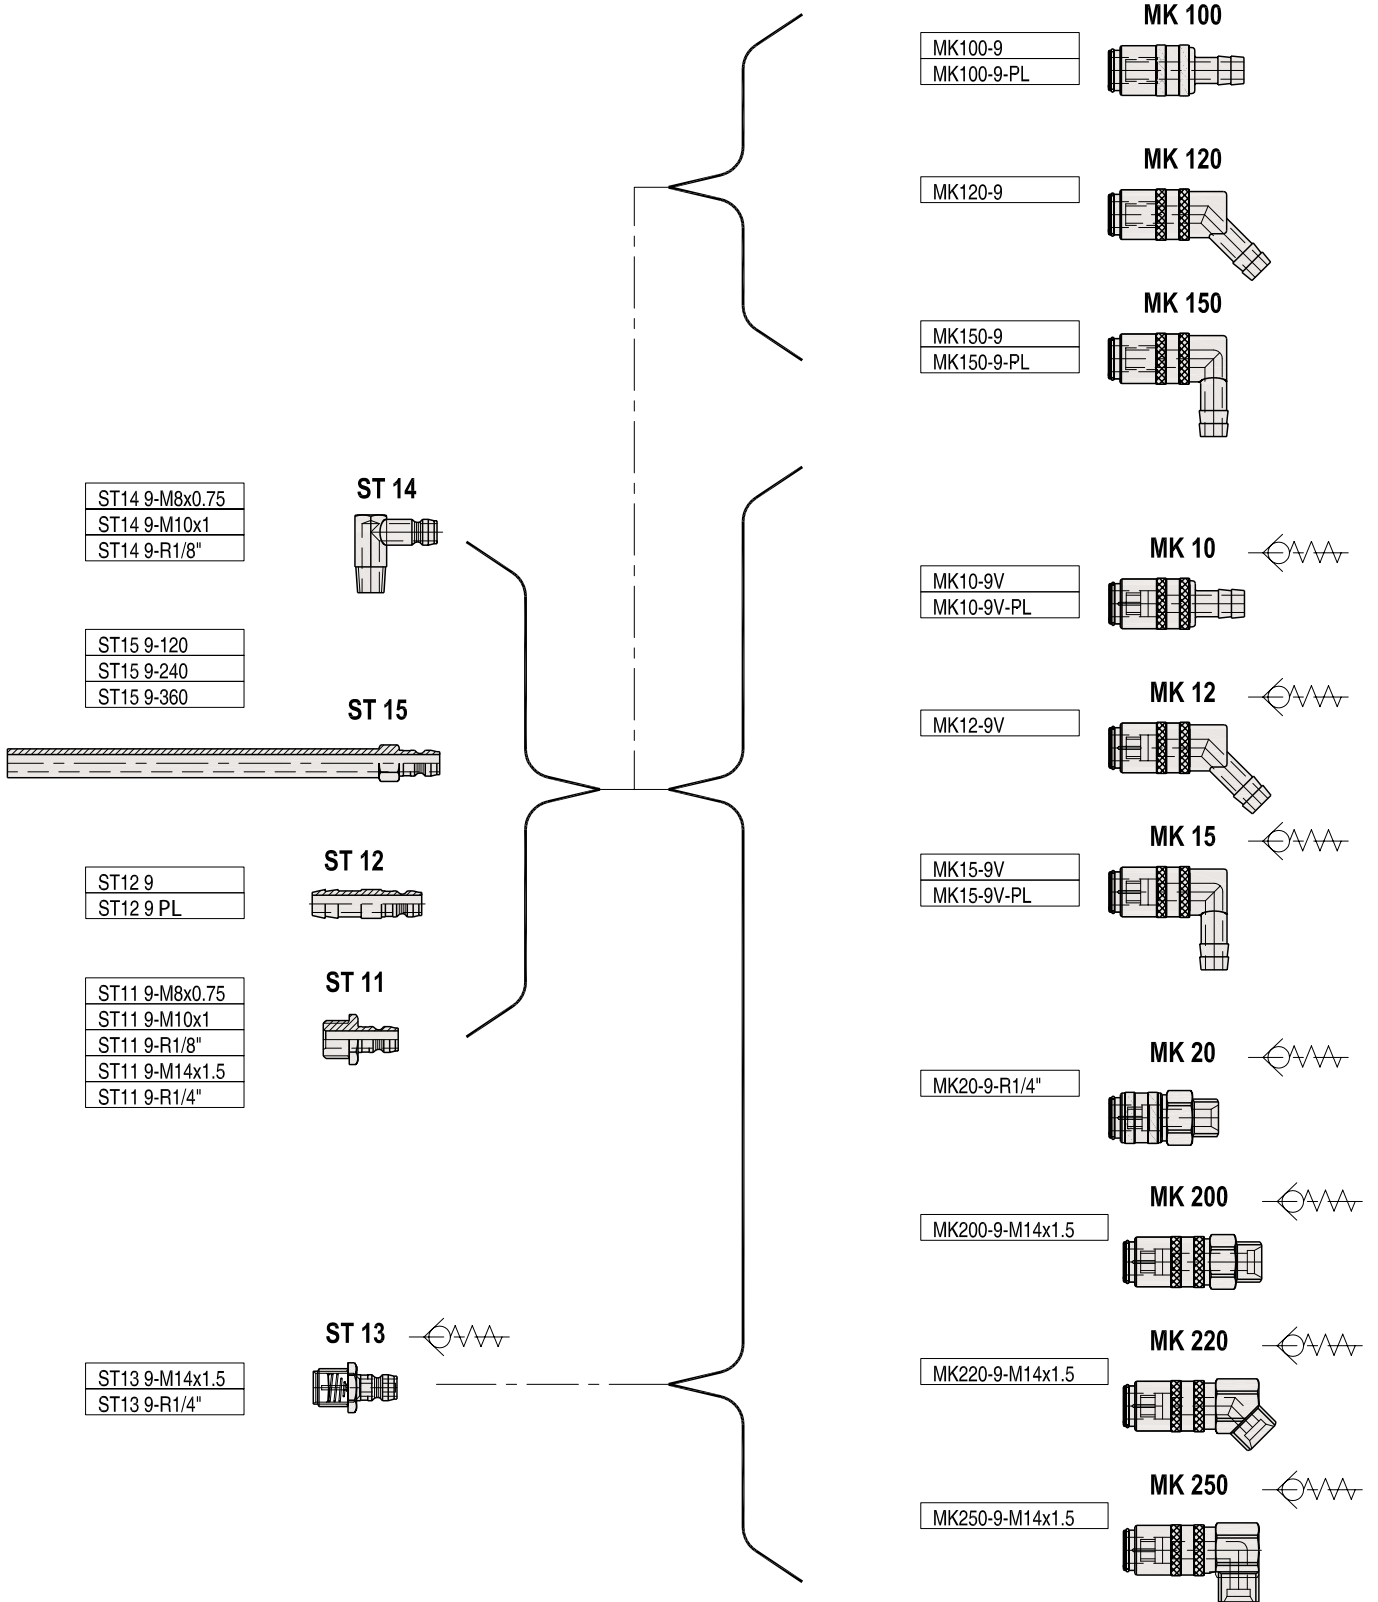 MK 100
MK100-9
MK100-9-PL
MK 120
MK120-9
MK 150
MK150-9
MK150-9-PL
ST 14
ST14 9-M8x0.75
ST14 9-M10x1
ST14 9-R1/8"
ST15 9-120
ST15 9-240
ST15 9-360
ST 15
ST 12
ST12 9
ST12 9 PL
ST 11
ST11 9-M8x0.75
ST11 9-M10x1
ST11 9-R1/8"
ST11 9-M14x1.5
ST11 9-R1/4"
ST 13
ST13 9-M14x1.5
ST13 9-R1/4"
MK 10
MK10-9V
MK10-9V-PL
MK 12
MK12-9V
MK 15
MK15-9V
MK15-9V-PL
MK 20
MK20-9-R1/4"
MK 200
MK200-9-M14x1.5
MK 220
MK220-9-M14x1.5
MK 250
MK250-9-M14x1.5